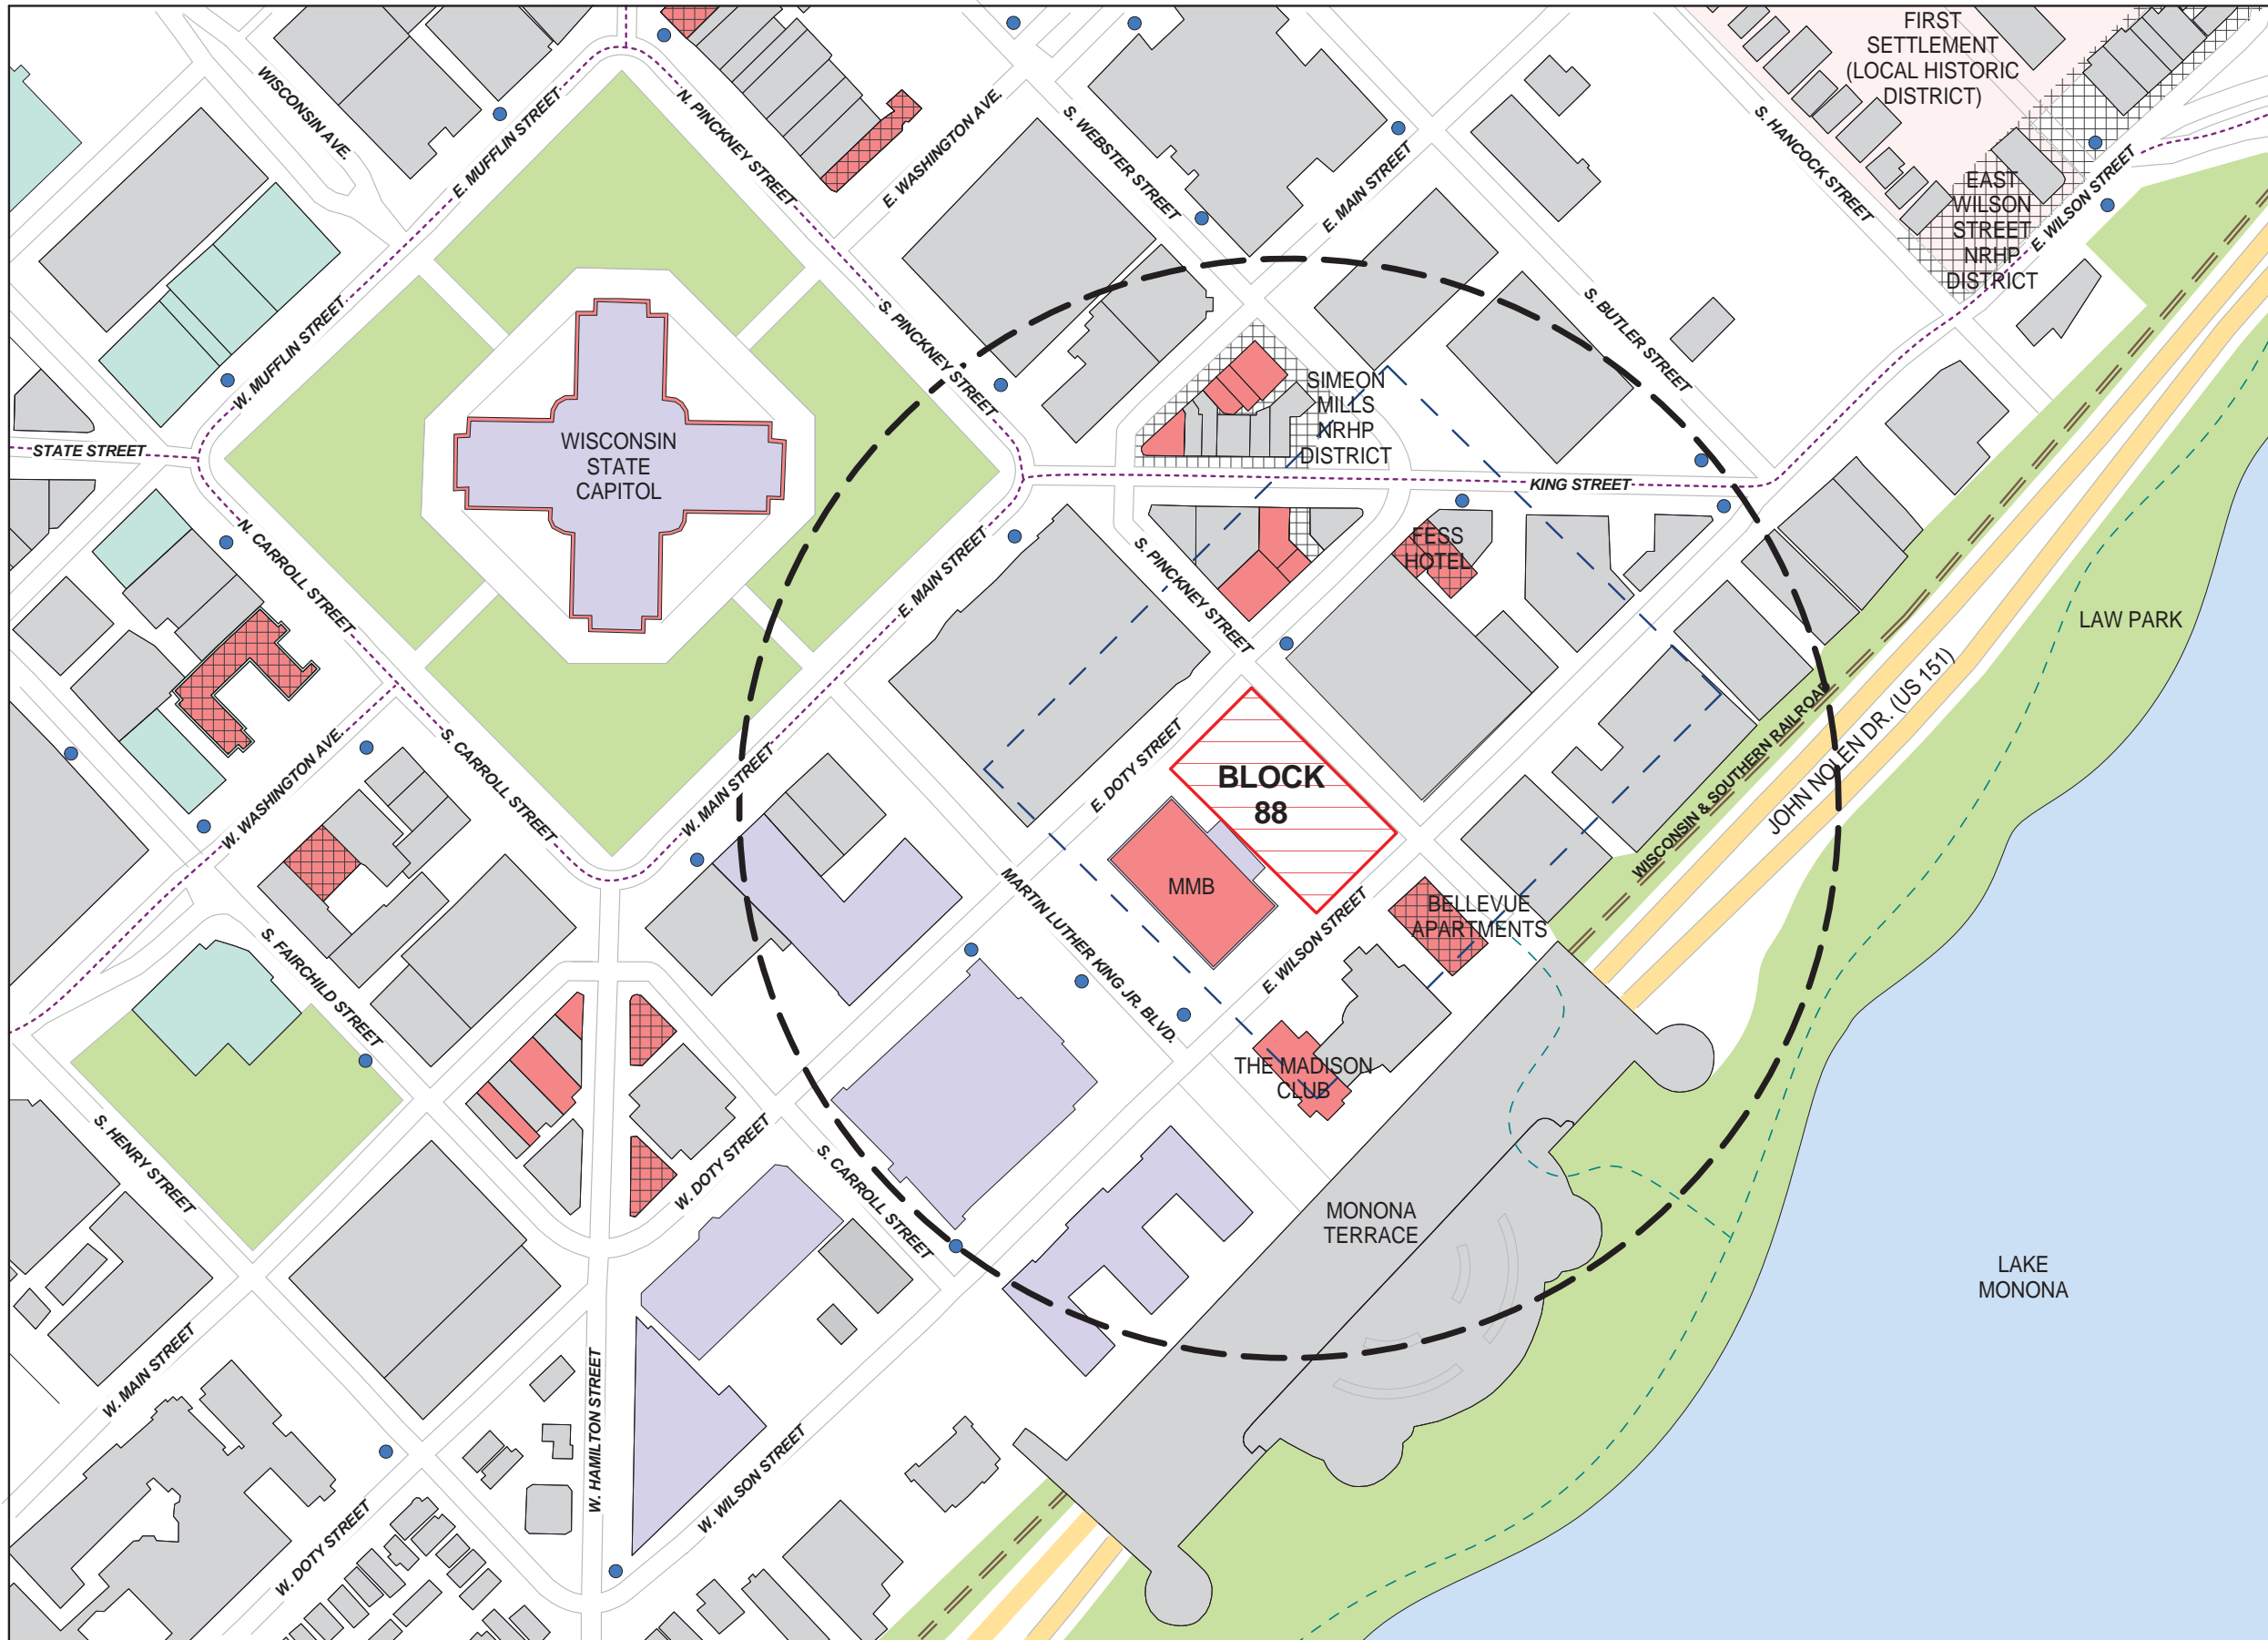 FIRST
SETTLEMENT
(LOCAL HISTORIC
DISTRICT)
WISCONSIN AVE.
E. MUFFLIN STREET
N. PINCKNEY STREET
E. WASHINGTON AVE.
S. WEBSTER STREET
E. MAIN STREET
S. HANCOCK STREET
EAST
WILSON
STREET
NRHP
DISTRICT
E. WILSON STREET
W. MUFFLIN STREET
S. PINCKNEY STREET
S. BUTLER STREET
SIMEON
MILLS
NRHP
DISTRICT
STATE STREET
WISCONSIN
STATE
CAPITOL
KING STREET
N. CARROLL STREET
E. MAIN STREET
S. PINCKNEY STREET
FESS
HOTEL
LAW PARK
W. WASHINGTON AVE.
S. CARROLL STREET
W. MAIN STREET
E. DOTY STREET
BLOCK
88
WISCONSIN & SOUTHERN RAILROAD
JOHN NOLEN DR. (US 151)
MMB
MARTIN LUTHER KING JR. BLVD.
E. WILSON STREET
BELLEVUE
APARTMENTS
S. FAIRCHILD STREET
THE MADISON
CLUB
S. HENRY STREET
W. DOTY STREET
S. CARROLL STREET
MONONA
TERRACE
LAKE
MONONA
W. MAIN STREET
W. HAMILTON STREET
W. WILSON STREET
W. DOTY STREET